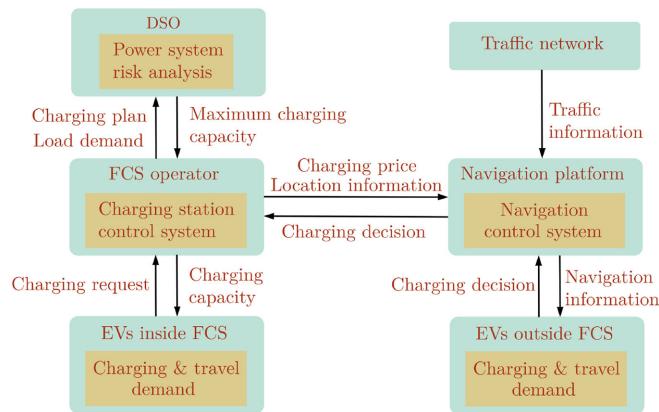 DSO
Power system
risk analysis
Traffic network
Charging plan
Load demand
Maximum charging
capacity
Traffic
information
FCS operator
Charging station
control system
Charging price
Location information
Charging decision
Navigation platform
Navigation
control system
Charging request
Charging
capacity
Charging decision
Navigation
information
EVs inside FCS
Charging & travel
demand
EVs outside FCS
Charging & travel
demand